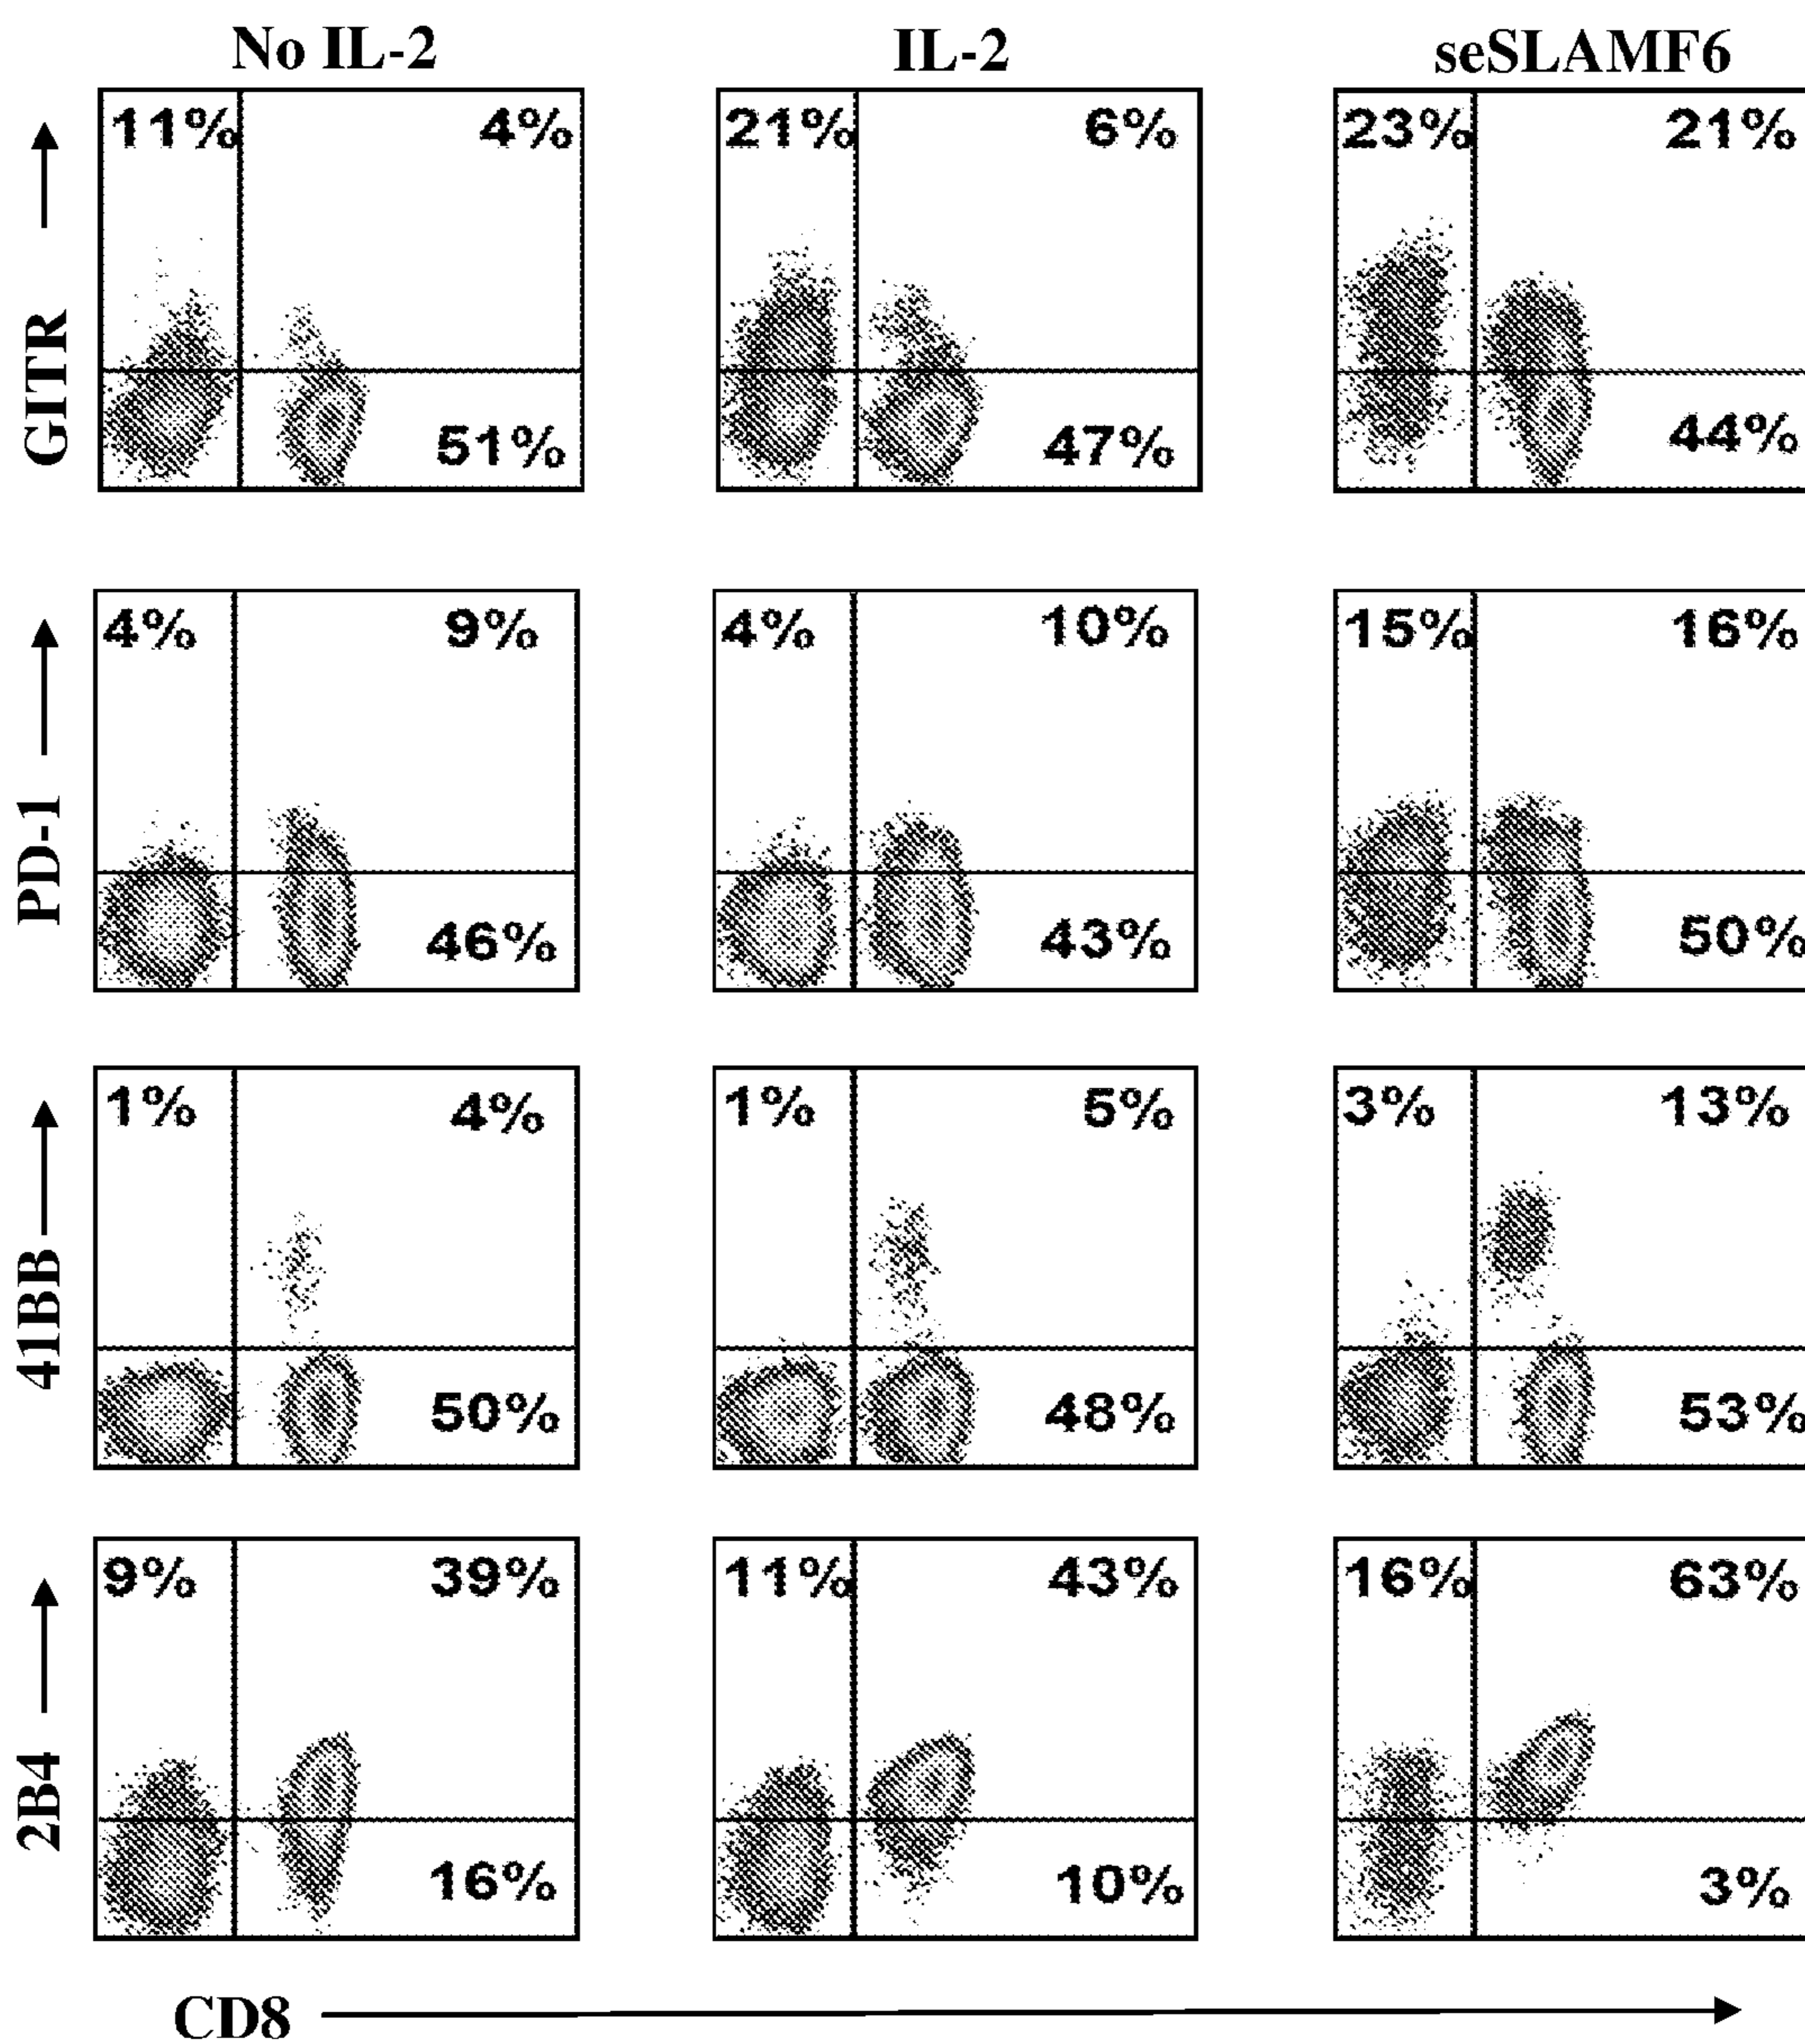 No IL-2 IL-2 seSLAMF6
11% 4% 21% 6% 23% 21%
GITR
51% 47% 44%
4% 9% 4% 10% 15% 16%
PD-1
46% 43% 50%
1% 4% 1% 5% 3% 13%
41BB
50% 48% 53%
9% 39% 11% 43% 16% 63%
2B4
16% 10% 3%
CD8